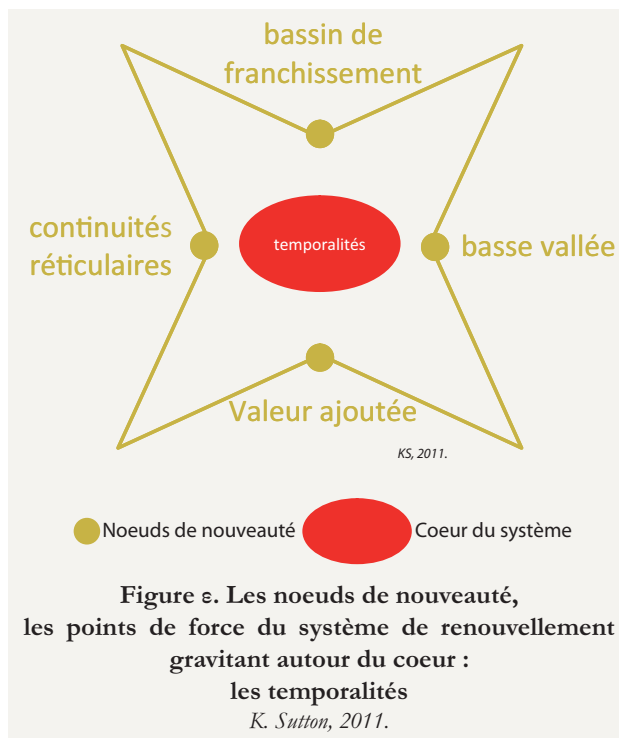 bassin de
franchissement
continuités
réticulaires
temporalités
basse vallée
Valeur ajoutée
KS, 2011.
Noeuds de nouveauté
Coeur du système
Figure ε. Les noeuds de nouveauté,
les points de force du système de renouvellement
gravitant autour du coeur :
les temporalités
K. Sutton, 2011.